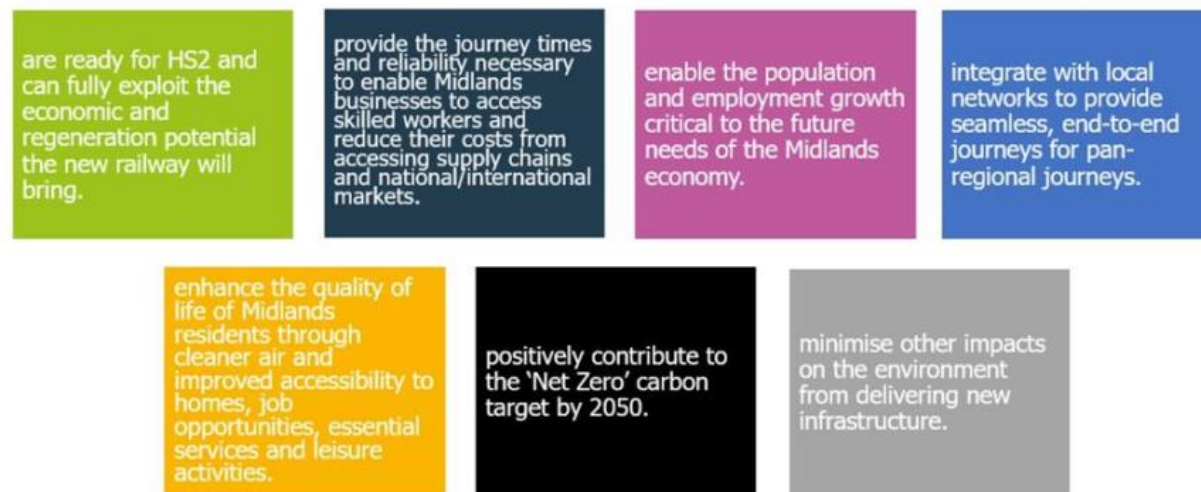 are ready for HS2 and
can fully exploit the
economic and
regeneration potential
the new railway will
bring.
provide the journey times
and reliability necessary
to enable Midlands
businesses to access
skilled workers and
reduce their costs from
accessing supply chains
and national/international
markets.
enable the population
and employment growth
critical to the future
needs of the Midlands
economy.
integrate with local
networks to provide
seamless, end-to-end
journeys for pan-
regional journeys.
enhance the quality of
life of Midlands
residents through
cleaner air and
improved accessibility to
homes, job
opportunities, essential
services and leisure
activities.
positively contribute to
the ‘Net Zero’ carbon
target by 2050.
minimise other impacts
on the environment
from delivering new
infrastructure.